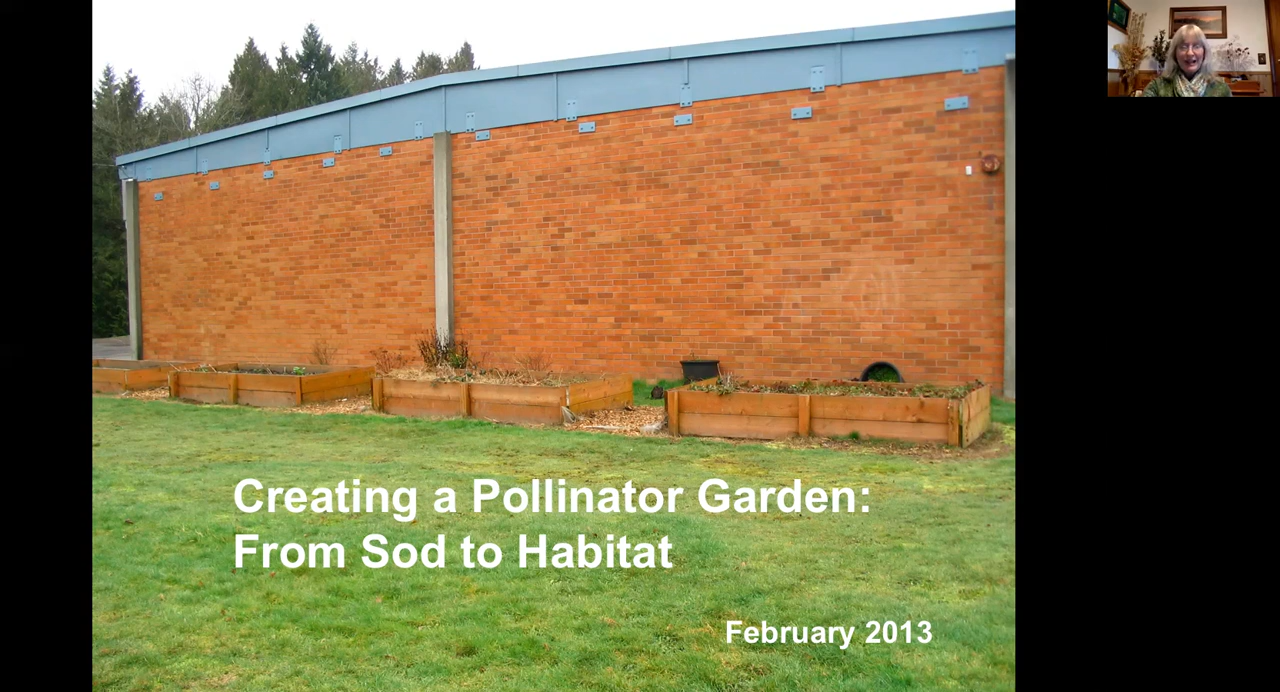 Creating a Pollinator Garden:
From Sod to Habitat
February 2013